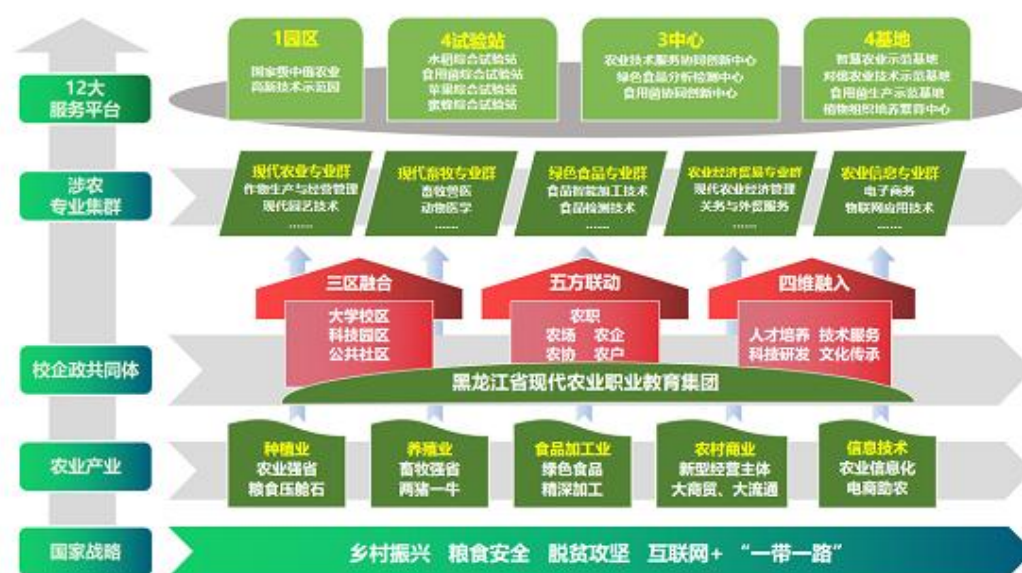 12大
服务平台
1园区
国家级中俄农业
高新技术示范园
4试验站
水稻综合试验站
食用菌综合试验站
苹果综合试验站
蜜蜂综合试验站
3中心
农业技术服务协同创新中心
绿色食品分析检测中心
食用菌协同创新中心
4基地
智慧农业示范基地
对俄农业技术示范基地
食用菌生产示范基地
植物组织培养繁育中心
涉农
专业集群
现代农业专业群
作物生产与经营管理
现代园艺技术
......
现代畜牧专业群
畜牧兽医
动物医学
......
绿色食品专业群
食品智能加工技术
食品检测技术
......
农业经济贸易专业群
现代农业经济管理
关务与外贸服务
......
农业信息专业群
电子商务
物联网应用技术
......
校企政共同体
三区融合
大学校区
科技园区
公共社区
五方联动
农职
农场 农企
农协 农户
四维融入
人才培养 技术服务
科技研发 文化传承
黑龙江省现代农业职业教育集团
农业产业
种植业
农业强省
粮食压舱石
养殖业
畜牧强省
两猪一牛
食品加工业
绿色食品
精深加工
农村商业
新型经营主体
大商贸、大流通
信息技术
农业信息化
电商助农
国家战略
乡村振兴 粮食安全 脱贫攻坚 互联网+ “一带一路”